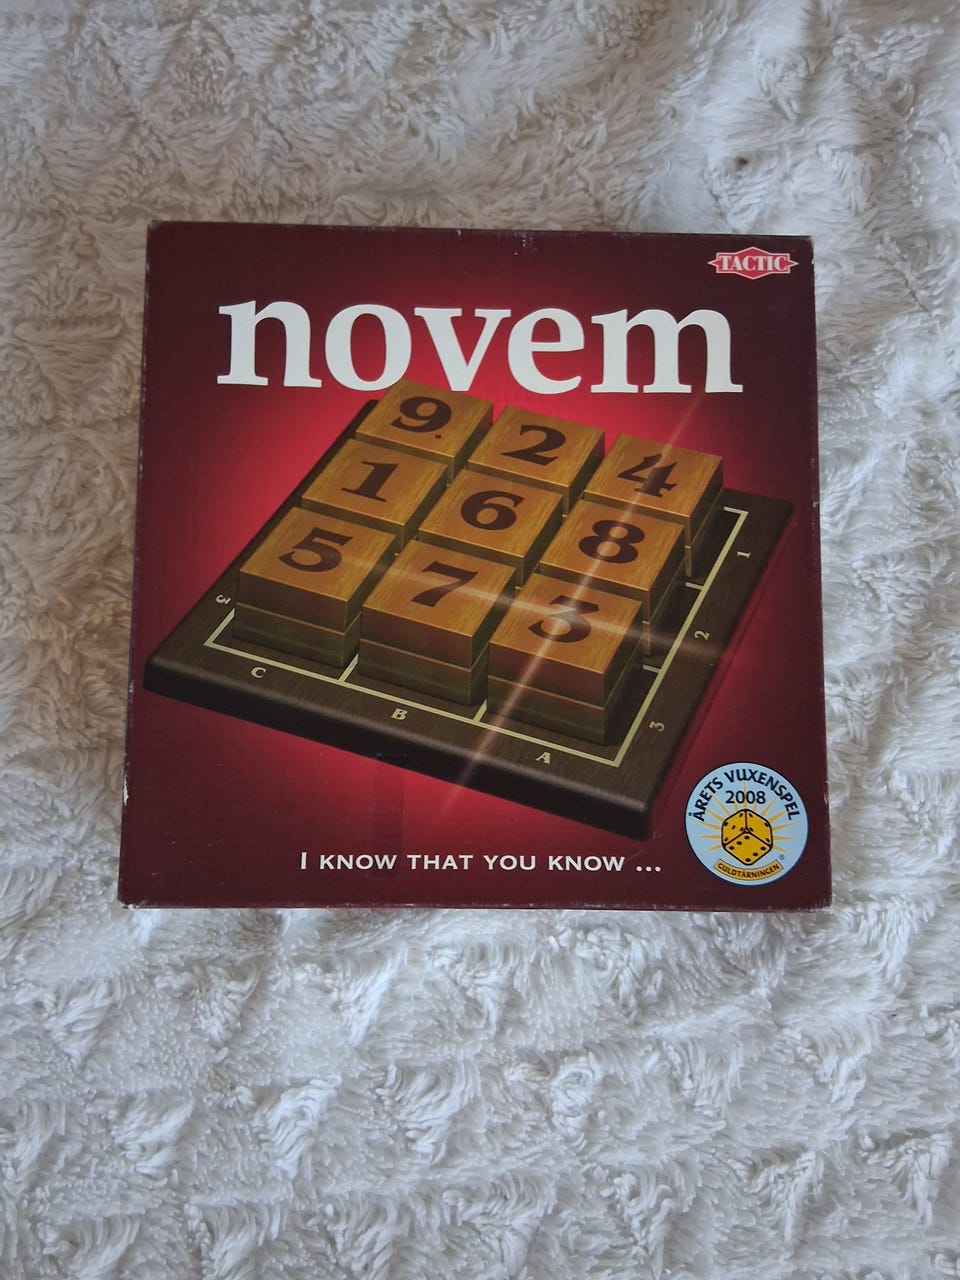 TACTIC
novem
9. 2 4
1 6 8
5 7 3
1
2
3
3
C
B
A
ÅRETS VUXENSPEL
2008
GULDTÄRNINGEN
I KNOW THAT YOU KNOW ...